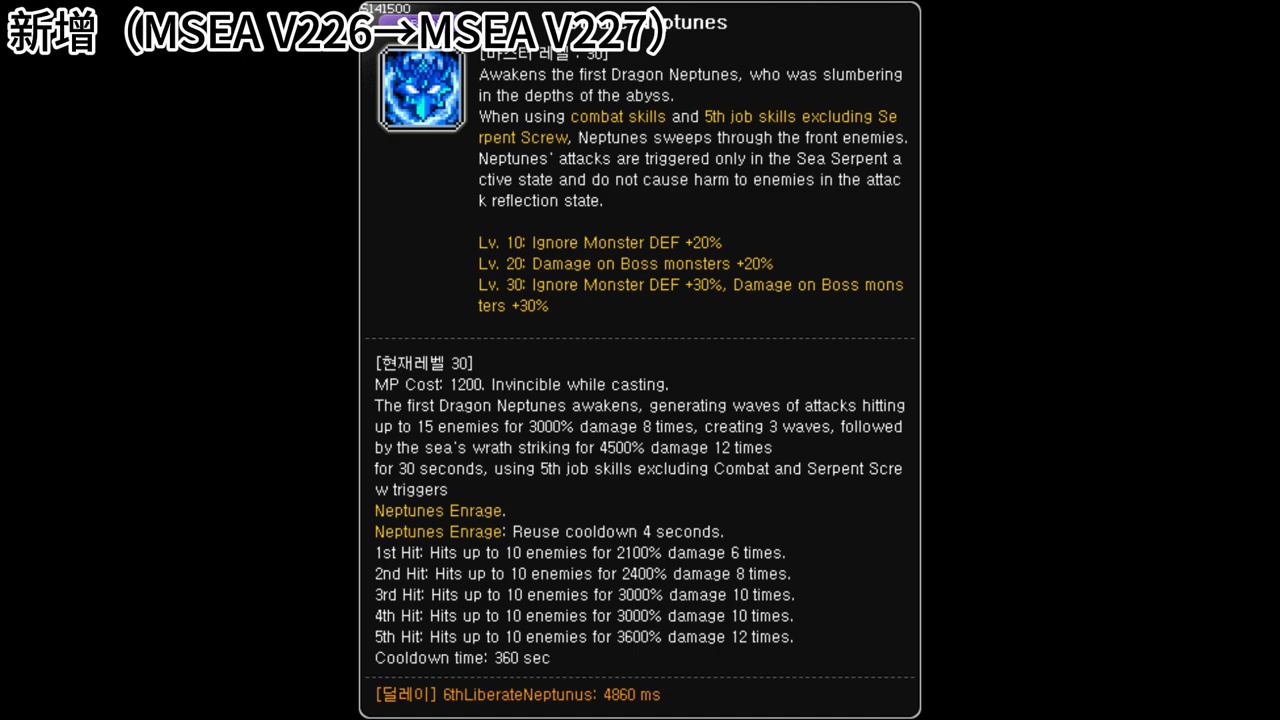 5141500
新增（MSEA V226→MSEA V227）
[마스터 레벨 : 30]
Awakens the first Dragon Neptunes, who was slumbering
in the depths of the abyss.
When using combat skills and 5th job skills excluding Se
rpent Screw, Neptunes sweeps through the front enemies.
Neptunes' attacks are triggered only in the Sea Serpent a
ctive state and do not cause harm to enemies in the attac
k reflection state.
Lv. 10: Ignore Monster DEF +20%
Lv. 20: Damage on Boss monsters +20%
Lv. 30: Ignore Monster DEF +30%, Damage on Boss mons
ters +30%
[현재레벨 30]
MP Cost: 1200. Invincible while casting.
The first Dragon Neptunes awakens, generating waves of attacks hitting
up to 15 enemies for 3000% damage 8 times, creating 3 waves, followed
by the sea's wrath striking for 4500% damage 12 times
for 30 seconds, using 5th job skills excluding Combat and Serpent Scre
w triggers
Neptunes Enrage.
Neptunes Enrage: Reuse cooldown 4 seconds.
1st Hit: Hits up to 10 enemies for 2100% damage 6 times.
2nd Hit: Hits up to 10 enemies for 2400% damage 8 times.
3rd Hit: Hits up to 10 enemies for 3000% damage 10 times.
4th Hit: Hits up to 10 enemies for 3000% damage 10 times.
5th Hit: Hits up to 10 enemies for 3600% damage 12 times.
Cooldown time: 360 sec
[딜레이] 6thLiberateNeptunus: 4860 ms